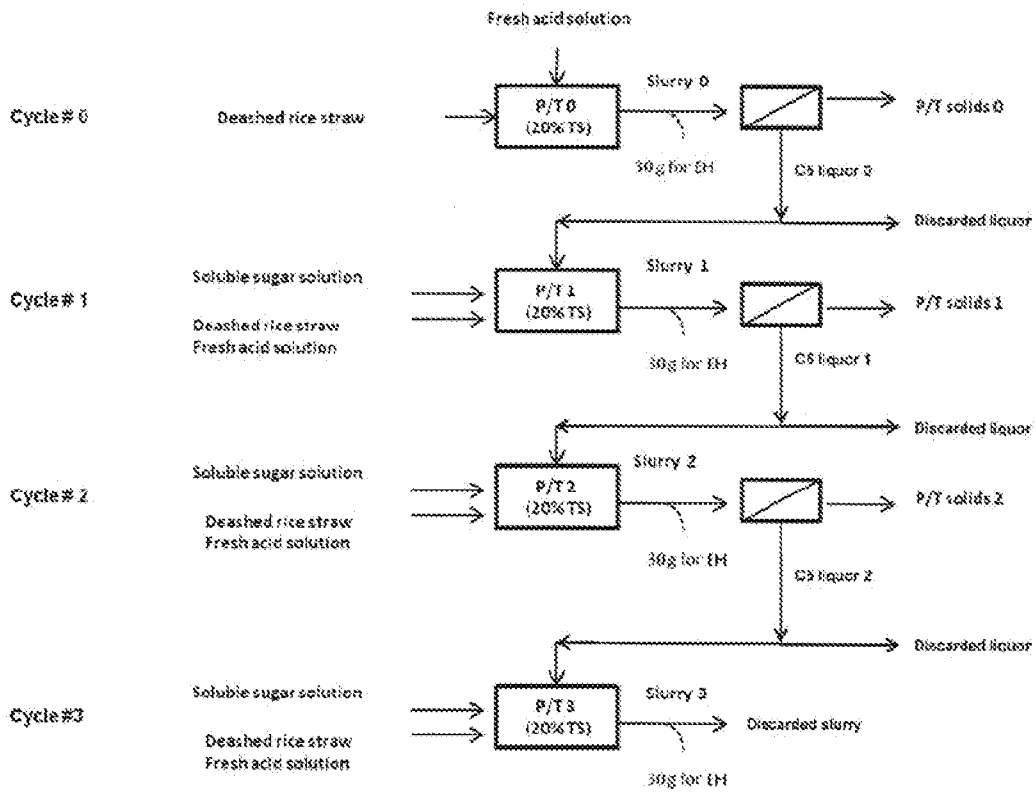 Fresh acid solution
Cycle # 0
Deashed rice straw
P/T 0
(20% TS)
Slurry 0
30g for EH
P/T solids 0
C5 liquor 0
Discarded liquor
Cycle # 1
Soluble sugar solution
Deashed rice straw
Fresh acid solution
P/T 1
(20% TS)
Slurry 1
30g for EH
P/T solids 1
C5 liquor 1
Discarded liquor
Cycle # 2
Soluble sugar solution
Deashed rice straw
Fresh acid solution
P/T 2
(20% TS)
Slurry 2
30g for EH
P/T solids 2
C5 liquor 2
Discarded liquor
Cycle #3
Soluble sugar solution
Deashed rice straw
Fresh acid solution
P/T 3
(20% TS)
Slurry 3
30g for EH
Discarded slurry